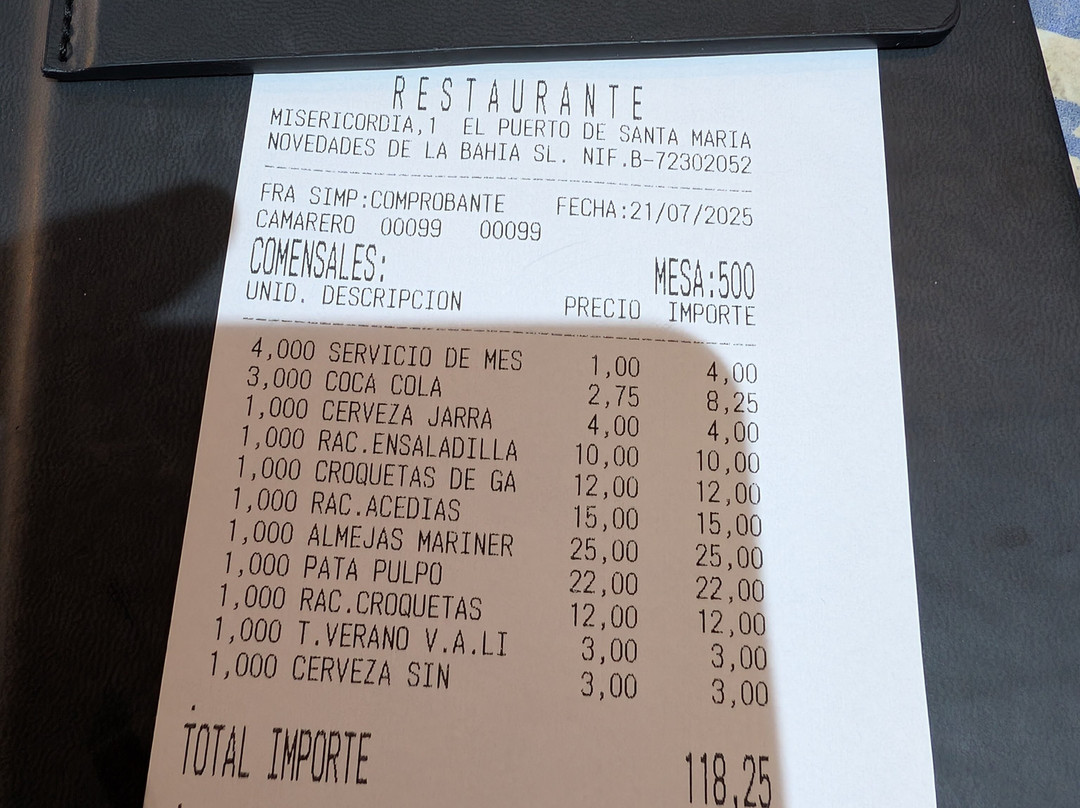 RESTAURANTE
MISERICORDIA,1 EL PUERTO DE SANTA MARIA
NOVEDADES DE LA BAHIA SL. NIF.B-72302052
FRA SIMP:COMPROBANTE FECHA:21/07/2025
CAMARERO 00099 00099
COMENSALES: MESA:500
UNID. DESCRIPCION PRECIO IMPORTE
4,000 SERVICIO DE MES 1,00 4,00
3,000 COCA COLA 2,75 8,25
1,000 CERVEZA JARRA 4,00 4,00
1,000 RAC.ENSALADILLA 10,00 10,00
1,000 CROQUETAS DE GA 12,00 12,00
1,000 RAC.ACEDIAS 15,00 15,00
1,000 ALMEJAS MARINER 25,00 25,00
1,000 PATA PULPO 22,00 22,00
1,000 RAC.CROQUETAS 12,00 12,00
1,000 T.VERANO V.A.LI 3,00 3,00
1,000 CERVEZA SIN 3,00 3,00
.
TOTAL IMPORTE 118,25